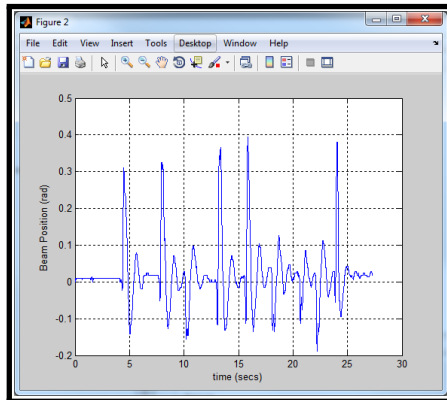 Figure 2
File Edit View Insert Tools Desktop Window Help
0.5
0.4
0.3
0.2
0.1
0
-0.1
-0.2
Beam Position (rad)
0 5 10 15 20 25 30
time (secs)